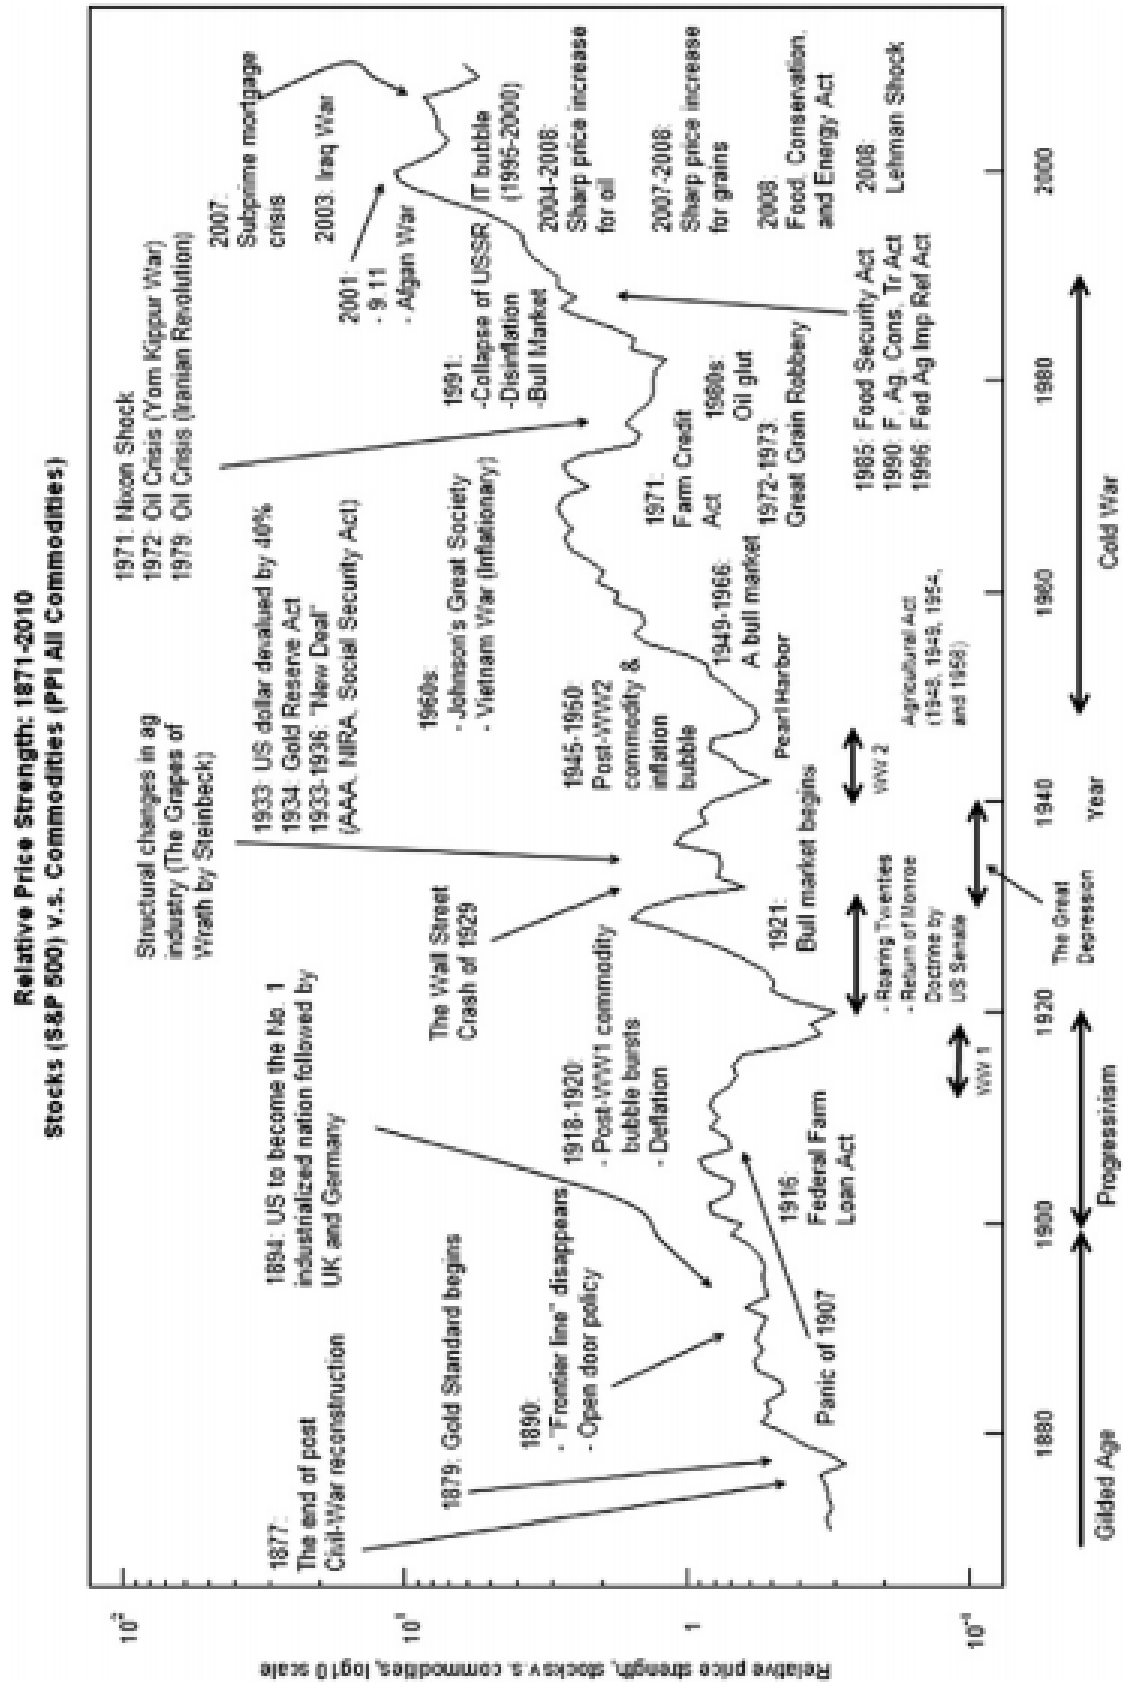 Relative Price Strength: 1871-2010
Stocks (S&P 500) v.s. Commodities (PPI All Commodities)
Relative price strength, stocks v.s. commodities, log10 scale
10²
10¹
1
10⁻¹
1877:
The end of post
Civil-War reconstruction
1879: Gold Standard begins
1890:
- "Frontier line" disappears
- Open door policy
Panic of 1907
1894: US to become the No. 1
industrialized nation followed by
UK and Germany
1918-1920:
- Post-WW1 commodity
bubble bursts
- Deflation
1916:
Federal Farm
Loan Act
The Wall Street
Crash of 1929
Structural changes in ag
industry (The Grapes of
Wrath by Steinbeck)
1933: US dollar devalued by 40%
1934: Gold Reserve Act
1933-1936: "New Deal"
(AAA, NIRA, Social Security Act)
1921:
Bull market begins
- Roaring Twenties
- Return of Monroe
Doctrine by
US Senate
WW 1
WW 2
1945-1960:
Post-WW2
commodity &
inflation
bubble
Pearl Harbor
1960s:
- Johnson's Great Society
- Vietnam War (Inflationary)
1949-1966:
A bull market
Agricultural Act
(1948, 1949, 1954,
and 1956)
1971: Nixon Shock
1972: Oil Crisis (Yom Kippur War)
1979: Oil Crisis (Iranian Revolution)
1971:
Farm Credit
Act
1972-1973:
Great Grain Robbery
1980s:
Oil glut
1985: Food Security Act
1990: F, Ag, Cons, Tr Act
1996: Fed Ag Imp Ref Act
1991:
-Collapse of USSR
-Disinflation
-Bull Market
2001:
- 9.11
- Afgan War
2007:
Subprime mortgage
crisis
2003: Iraq War
IT bubble
(1995-2000)
2004-2008:
Sharp price increase
for oil
2007-2008:
Sharp price increase
for grains
2008:
Food, Conservation,
and Energy Act
2008:
Lehman Shock
1880
1900
1920
1940
1960
1980
2000
Year
Gilded Age
Progressivism
The Great
Depression
Cold War